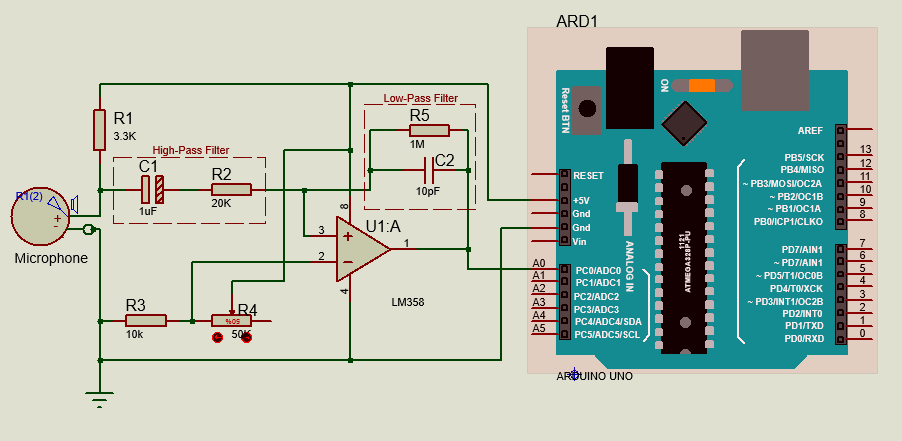 ARD1
R1
3.3K
High-Pass Filter
C1
1uF
R2
20K
Low-Pass Filter
R5
1M
C2
10pF
R1(2)
+
-
Microphone
U1:A
3
2
1
8
4
+
-
LM358
R3
10k
R4
50%
50K
Reset BTN
ON
RESET
+5V
Gnd
Gnd
Vin
ANALOG IN
A0 PC0/ADC0
A1 PC1/ADC1
A2 PC2/ADC2
A3 PC3/ADC3
A4 PC4/ADC4/SDA
A5 PC5/ADC5/SCL
1121
ATMEGA328P-PU
AREF
PB5/SCK 13
PB4/MISO 12
~ PB3/MOSI/OC2A 11
~ PB2/OC1B 10
~ PB1/OC1A 9
PB0/ICP1/CLKO 8
PD7/AIN1 7
~ PD7/AIN1 6
~ PD5/T1/OC0B 5
PD4/T0/XCK 4
~ PD3/INT1/OC2B 3
PD2/INT0 2
PD1/TXD 1
PD0/RXD 0
ARDUINO UNO